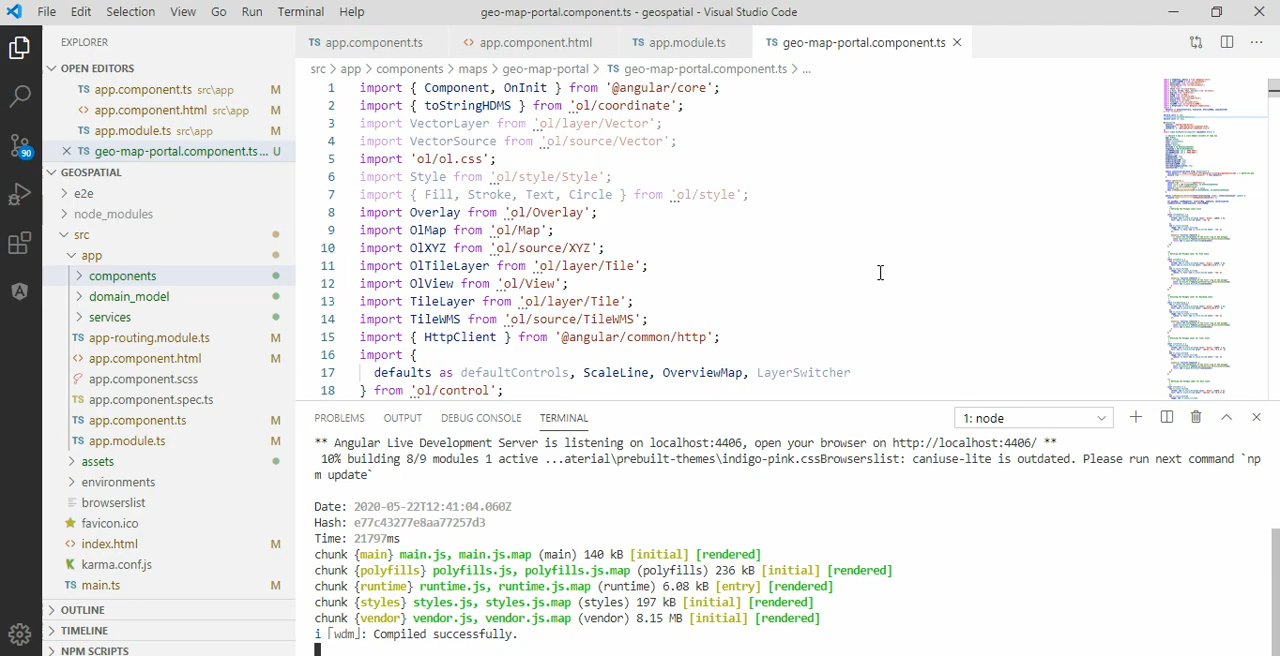 File Edit Selection View Go Run Terminal Help geo-map-portal.component.ts - geospatial - Visual Studio Code
EXPLORER
OPEN EDITORS
TS app.component.ts src\app M
<> app.component.html src\app M
TS app.module.ts src\app M
TS geo-map-portal.component.ts... U
GEOSPATIAL
e2e
node_modules
src
app
components
domain_model
services
TS app-routing.module.ts M
<> app.component.html M
app.component.scss
TS app.component.spec.ts
TS app.component.ts M
TS app.module.ts M
assets
environments
browserslist
favicon.ico
<> index.html M
karma.conf.js
TS main.ts M
OUTLINE
TIMELINE
NPM SCRIPTS
90
TS app.component.ts <> app.component.html TS app.module.ts TS geo-map-portal.component.ts
src > app > components > maps > geo-map-portal > TS geo-map-portal.component.ts > ...
1 import { Component, OnInit } from '@angular/core';
2 import { toStringHDMS } from 'ol/coordinate';
3 import VectorLayer from 'ol/layer/Vector';
4 import VectorSource from 'ol/source/Vector';
5 import 'ol/ol.css';
6 import Style from 'ol/style/Style';
7 import { Fill, Stroke, Text, Circle } from 'ol/style';
8 import Overlay from 'ol/Overlay';
9 import OlMap from 'ol/Map';
10 import OlXYZ from 'ol/source/XYZ';
11 import OlTileLayer from 'ol/layer/Tile';
12 import OlView from 'ol/View';
13 import TileLayer from 'ol/layer/Tile';
14 import TileWMS from 'ol/source/TileWMS';
15 import { HttpClient } from '@angular/common/http';
16 import {
17 defaults as ScaleLine, OverviewMap, LayerSwitcher
18 } from 'ol/control';
PROBLEMS OUTPUT DEBUG CONSOLE TERMINAL 1: node
** Angular Live Development Server is listening on localhost:4406, open your browser on http://localhost:4406/ **
10% building 8/9 modules 1 active ...aterial\prebuilt-themes\indigo-pink.cssBrowserslist: caniuse-lite is outdated. Please run next command `np
m update`
Date: 2020-05-22T12:41:04.060Z
Hash: e77c43277e8aa77257d3
Time: 21797ms
chunk {main} main.js, main.js.map (main) 140 kB [initial] [rendered]
chunk {polyfills} polyfills.js, polyfills.js.map (polyfills) 236 kB [initial] [rendered]
chunk {runtime} runtime.js, runtime.js.map (runtime) 6.08 kB [entry] [rendered]
chunk {styles} styles.js, styles.js.map (styles) 197 kB [initial] [rendered]
chunk {vendor} vendor.js, vendor.js.map (vendor) 8.15 MB [initial] [rendered]
i ｢wdm｣: Compiled successfully.